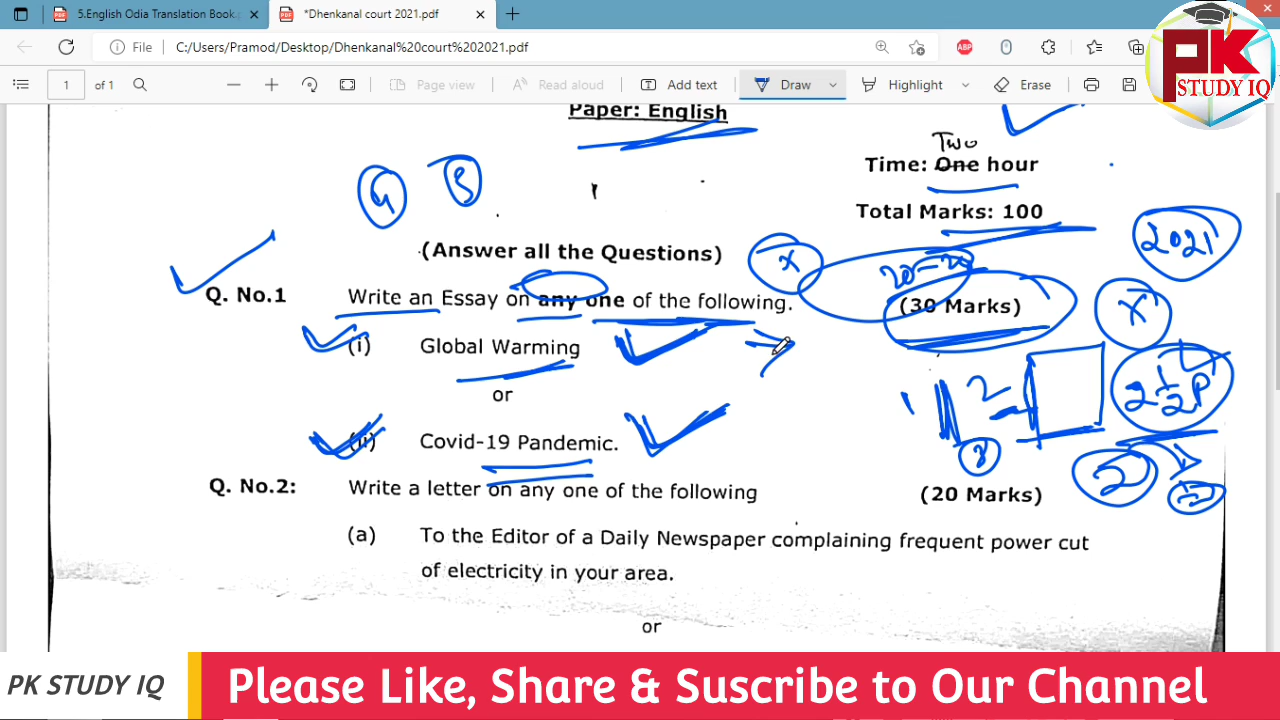 5.English Odia Translation Book.p
*Dhenkanal court 2021.pdf
File
C:/Users/Pramod/Desktop/Dhenkanal%20court%202021.pdf
ABP
PK
STUDY IQ
1
of 1
Page view
Read aloud
Add text
Draw
Highlight
Erase
Paper: English
Two
Time: One hour
Total Marks: 100
2021
(Answer all the Questions)
X
Q. No.1
Write an Essay on any one of the following.
(30 Marks)
X
(i)
Global Warming
or
2 1/2 P
(ii)
Covid-19 Pandemic.
2
Q. No.2:
Write a letter on any one of the following
(20 Marks)
(a)
To the Editor of a Daily Newspaper complaining frequent power cut
of electricity in your area.
or
PK STUDY IQ
Please Like, Share & Suscribe to Our Channel